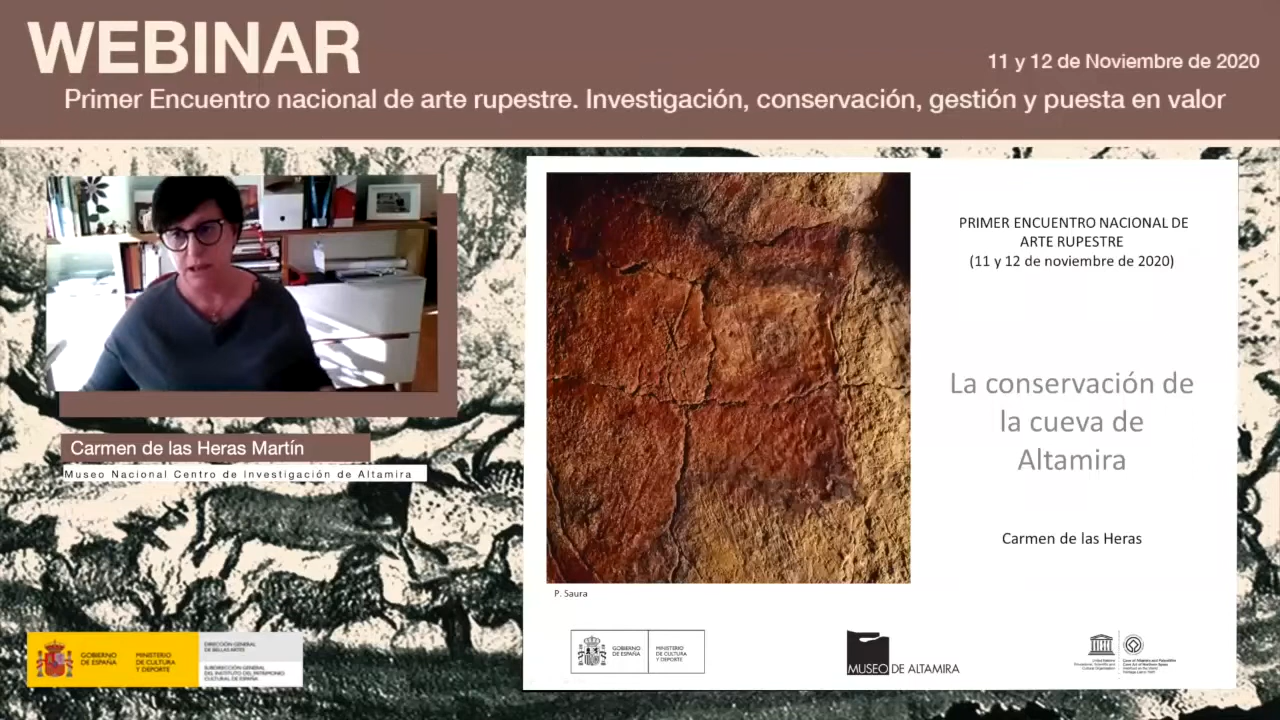 WEBINAR
11 y 12 de Noviembre de 2020
Primer Encuentro nacional de arte rupestre. Investigación, conservación, gestión y puesta en valor
Carmen de las Heras Martín
Museo Nacional Centro de Investigación de Altamira
GOBIERNO
DE ESPAÑA
MINISTERIO
DE CULTURA
Y DEPORTE
DIRECCIÓN GENERAL
DE BELLAS ARTES
SUBDIRECCIÓN GENERAL
DEL INSTITUTO DEL PATRIMONIO
CULTURAL DE ESPAÑA
PRIMER ENCUENTRO NACIONAL DE
ARTE RUPESTRE
(11 y 12 de noviembre de 2020)
La conservación de
la cueva de
Altamira
Carmen de las Heras
P. Saura
GOBIERNO
DE ESPAÑA
MINISTERIO
DE CULTURA
Y DEPORTE
MUSEO DE ALTAMIRA